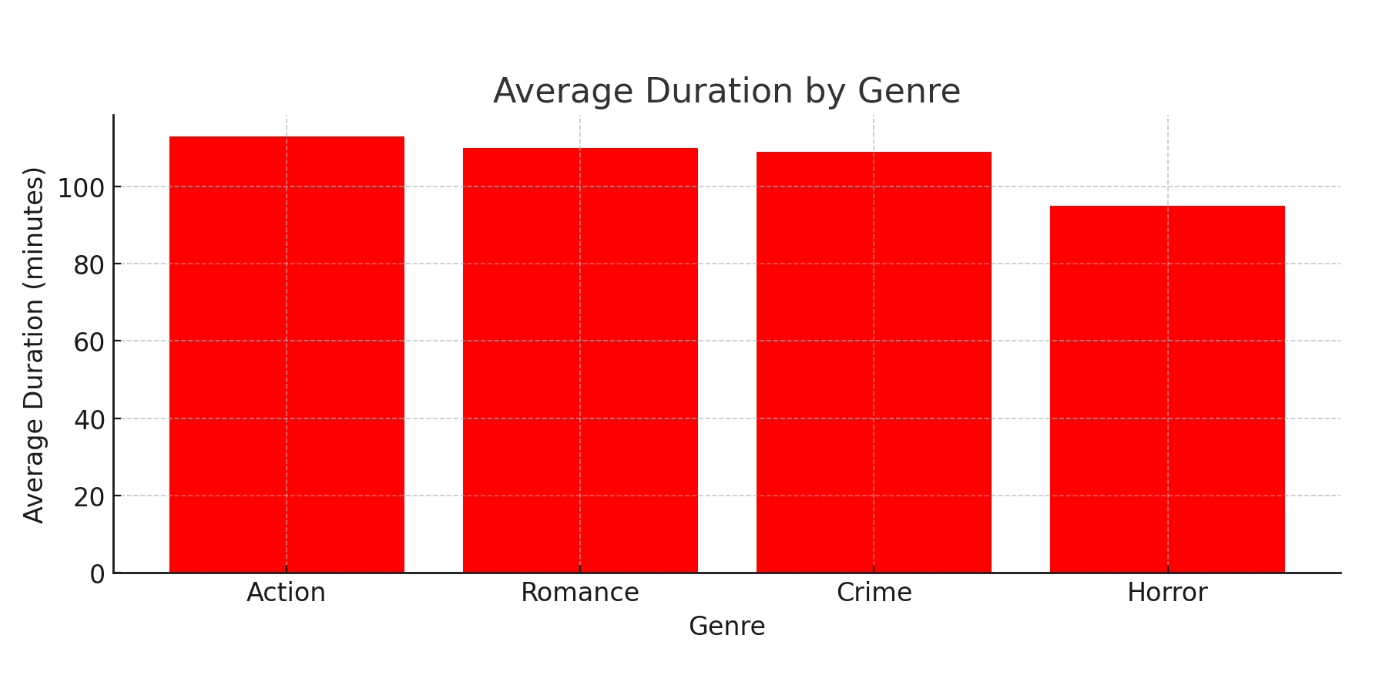 Average Duration by Genre
Average Duration (minutes)
100
80
60
40
20
0
Action Romance Crime Horror
Genre